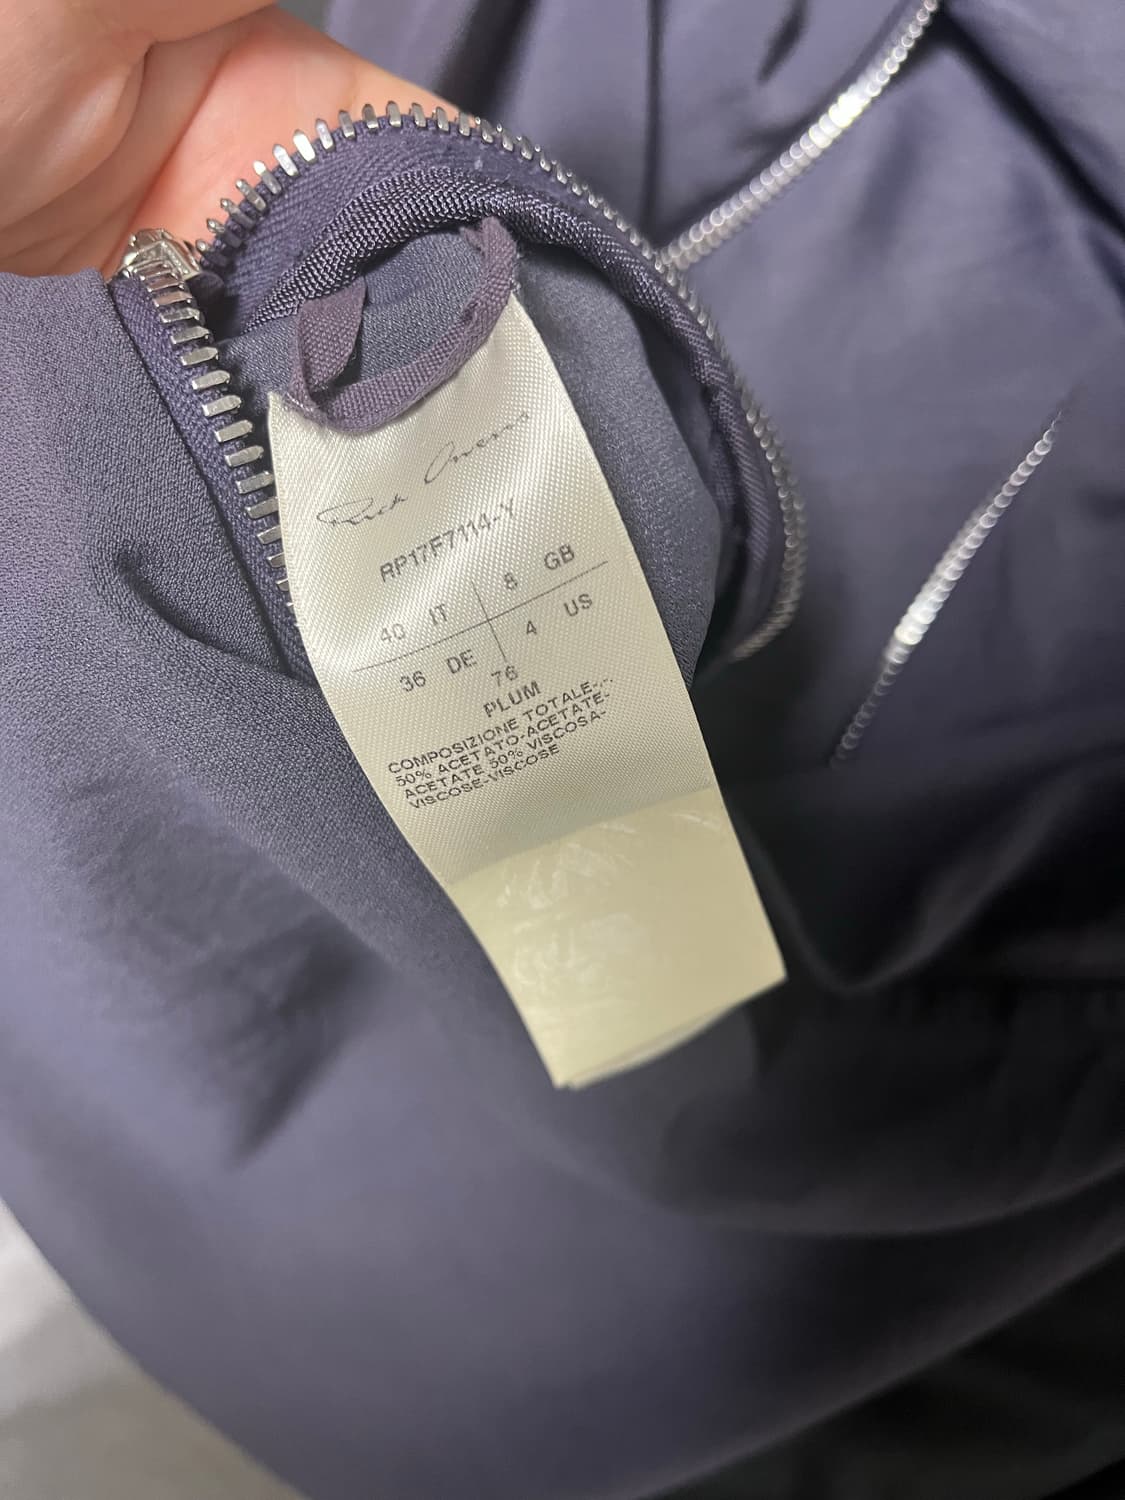 Rick Owens
RP17F7114-Y
40 IT 8 GB
36 DE 4 US
76
PLUM
COMPOSIZIONE TOTALE-.-.
50% ACETATO-ACETATE-
ACETATE 50% VISCOSA-
VISCOSE-VISCOSE